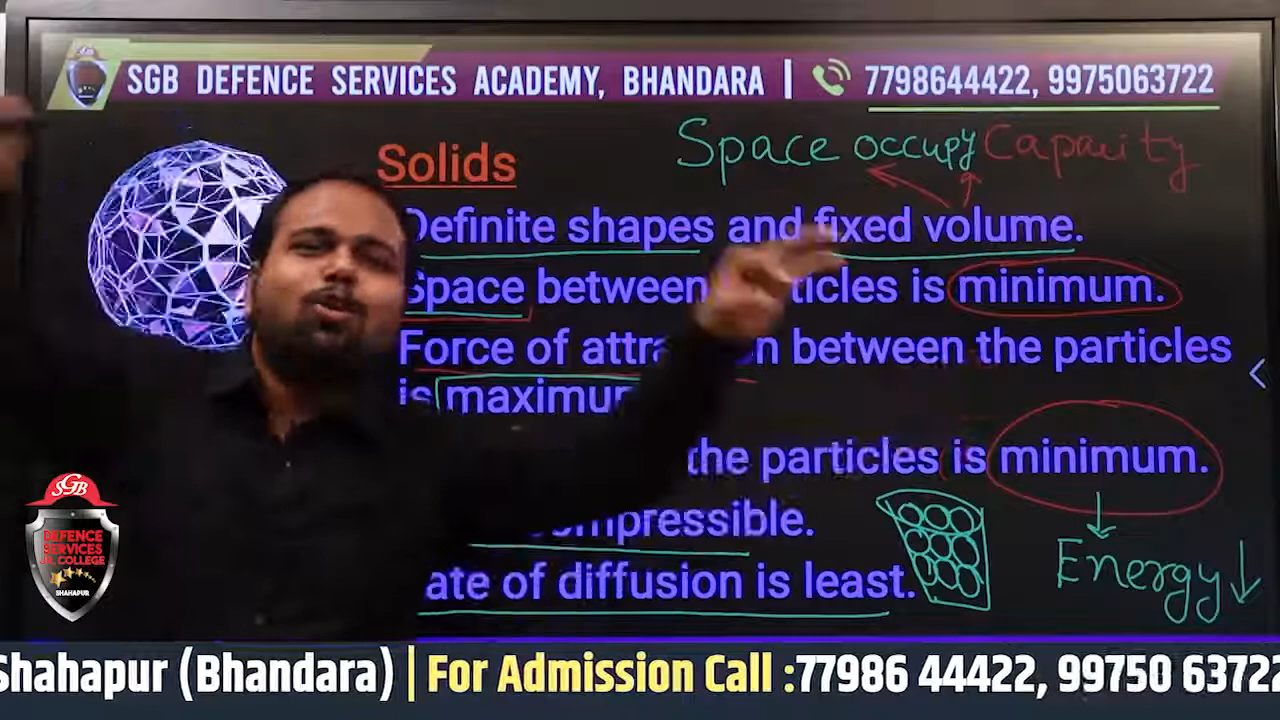 SGB DEFENCE SERVICES ACADEMY, BHANDARA | 7798644422, 9975063722
Space occupy Capacity
Solids
Definite shapes and fixed volume.
Space between ticles is minimum.
Force of attra n between the particles
is maximu
the particles is minimum.
mpressible.
ate of diffusion is least.
Energy ↓
SGB
DEFENCE
SERVICES
JR. COLLEGE
SHAHAPUR
Shahapur (Bhandara) | For Admission Call :77986 44422, 99750 63722